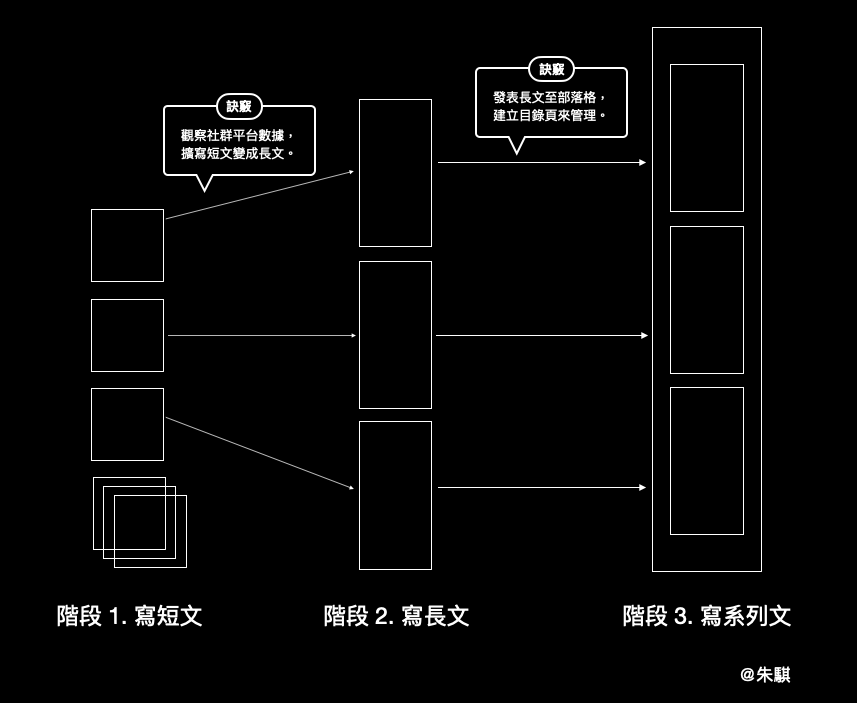 訣竅
觀察社群平台數據，
擴寫短文變成長文。
訣竅
發表長文至部落格，
建立目錄頁來管理。
階段 1. 寫短文
階段 2. 寫長文
階段 3. 寫系列文
@朱騏